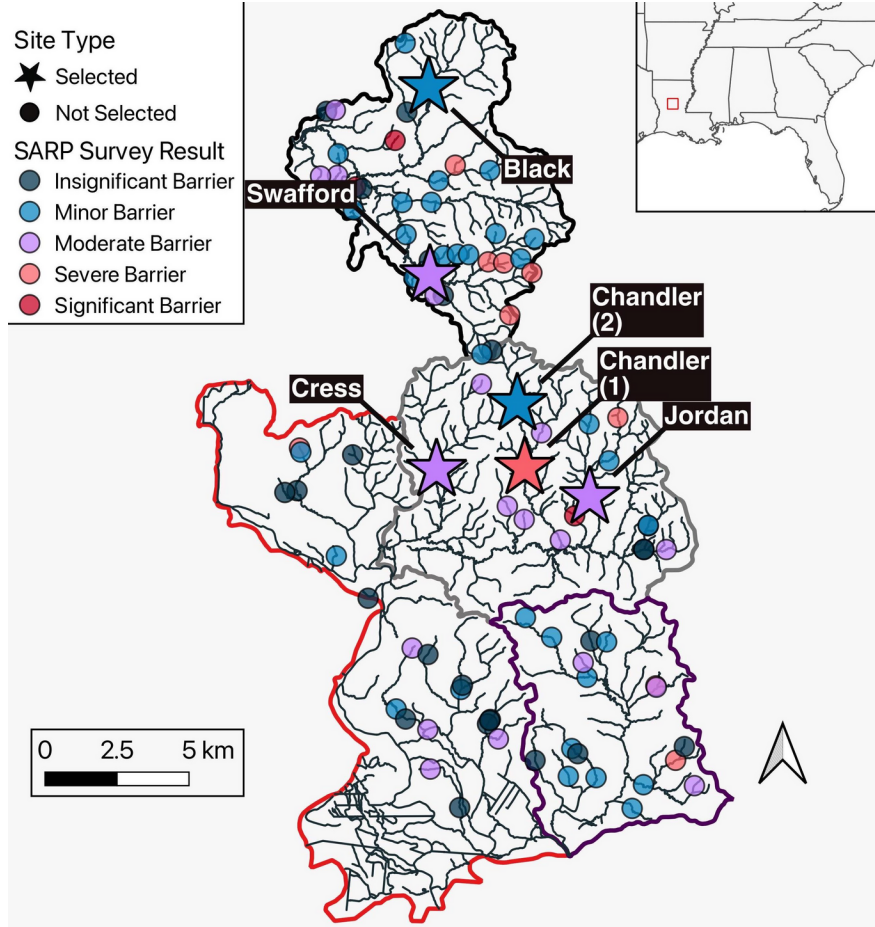 Site Type
Selected
Not Selected
SARP Survey Result
Insignificant Barrier
Minor Barrier
Moderate Barrier
Severe Barrier
Significant Barrier
Black
Swafford
Chandler
(2)
Chandler
(1)
Cress
Jordan
0 2.5 5 km